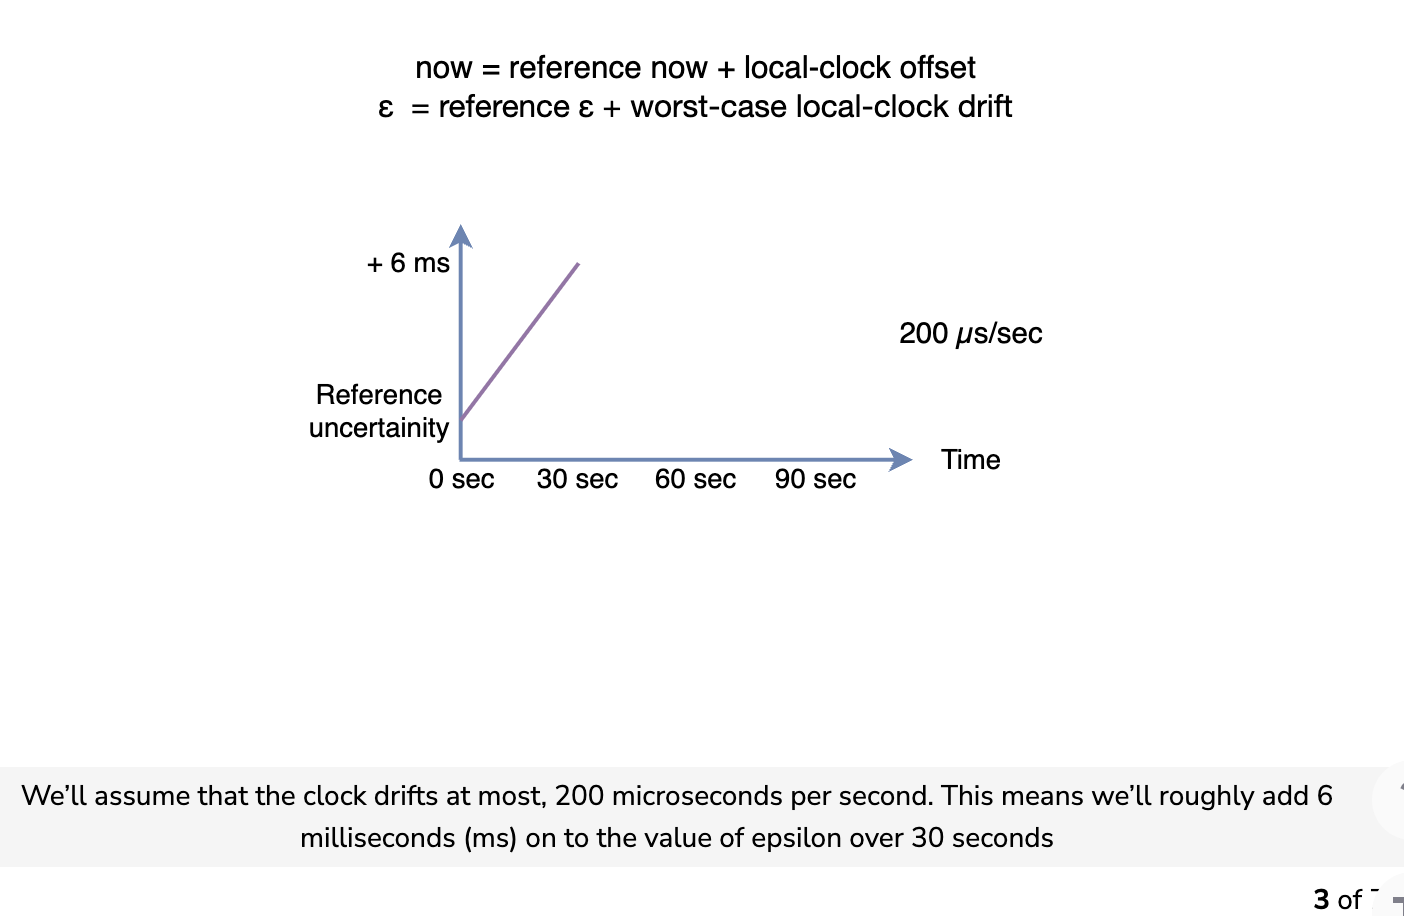 now = reference now + local-clock offset
ε = reference ε + worst-case local-clock drift
+ 6 ms
200 µs/sec
Reference
uncertainity
Time
0 sec 30 sec 60 sec 90 sec
We’ll assume that the clock drifts at most, 200 microseconds per second. This means we’ll roughly add 6
milliseconds (ms) on to the value of epsilon over 30 seconds
3 of